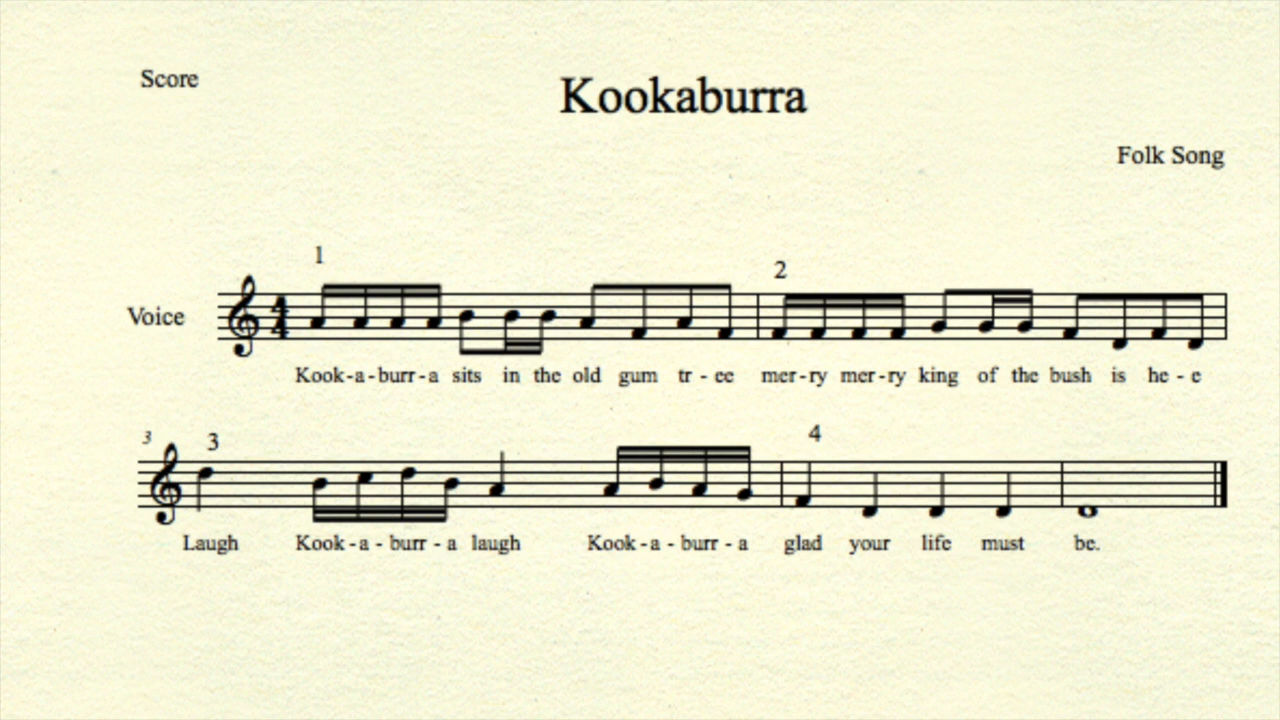 Score
Kookaburra
Folk Song
1
2
Voice
4
4
Kook-a-burr-a sits in the old gum tr-ee mer-ry mer-ry king of the bush is he-e
3
3
4
Laugh Kook-a-burr-a laugh Kook-a-burr-a glad your life must be.